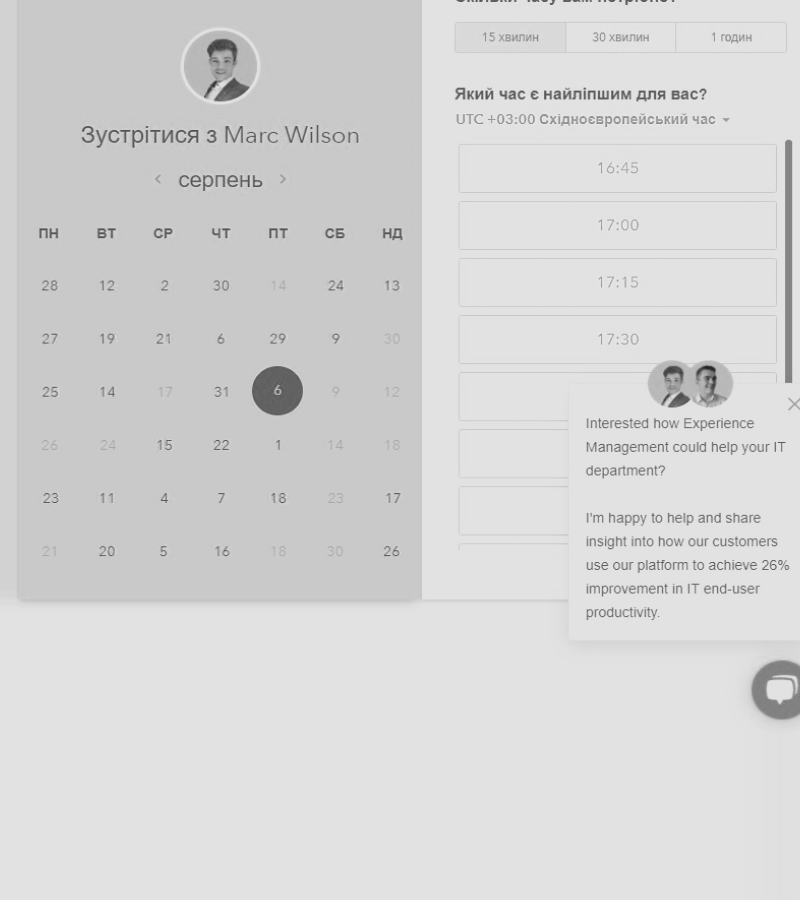 Скільки часу вам потрібно?
15 хвилин 30 хвилин 1 годин
Зустрітися з Marc Wilson
серпень
ПН ВТ СР ЧТ ПТ СБ НД
28 12 2 30 14 24 13
27 19 21 6 29 9 30
25 14 17 31 6 9 12
26 24 15 22 1 14 18
23 11 4 7 18 23 17
21 20 5 16 18 30 26
Який час є найліпшим для вас?
UTC +03:00 Східноєвропейський час
16:45
17:00
17:15
17:30
Interested how Experience
Management could help your IT
department?
I'm happy to help and share
insight into how our customers
use our platform to achieve 26%
improvement in IT end-user
productivity.